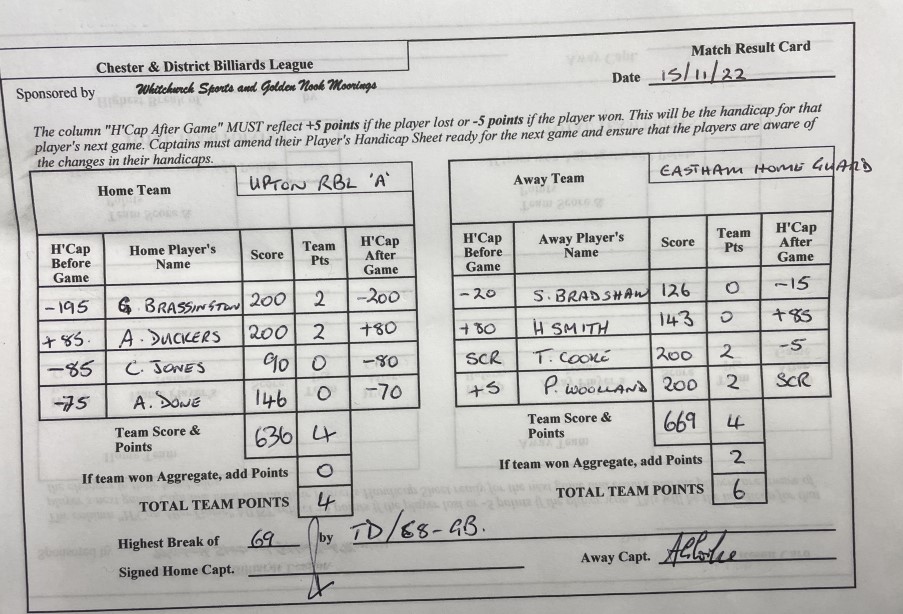 Chester & District Billiards League
Match Result Card
Sponsored by Whitchurch Sports and Golden Nook Moorings
Date 15/11/22
The column "H'Cap After Game" MUST reflect +5 points if the player lost or -5 points if the player won. This will be the handicap for that
player's next game. Captains must amend their Player's Handicap Sheet ready for the next game and ensure that the players are aware of
the changes in their handicaps.
Home Team UPTON RBL 'A'
H'Cap Before Game Home Player's Name Score Team Pts H'Cap After Game
-195 G. BRASSINGTON 200 2 -200
+85. A. DUCKERS 200 2 +80
-85 C. JONES 90 0 -80
-75 A. DONE 146 0 -70
Team Score & Points 636 4
If team won Aggregate, add Points 0
TOTAL TEAM POINTS 4
Away Team EASTHAM HOME GUARD
H'Cap Before Game Away Player's Name Score Team Pts H'Cap After Game
-20 S. BRADSHAW 126 0 -15
+80 H SMITH 143 0 +85
SCR T. COOKE 200 2 -5
+5 P. WOOLLAND 200 2 SCR
Team Score & Points 669 4
If team won Aggregate, add Points 2
TOTAL TEAM POINTS 6
Highest Break of 69 by TD/68-GB.
Signed Home Capt.
Away Capt.